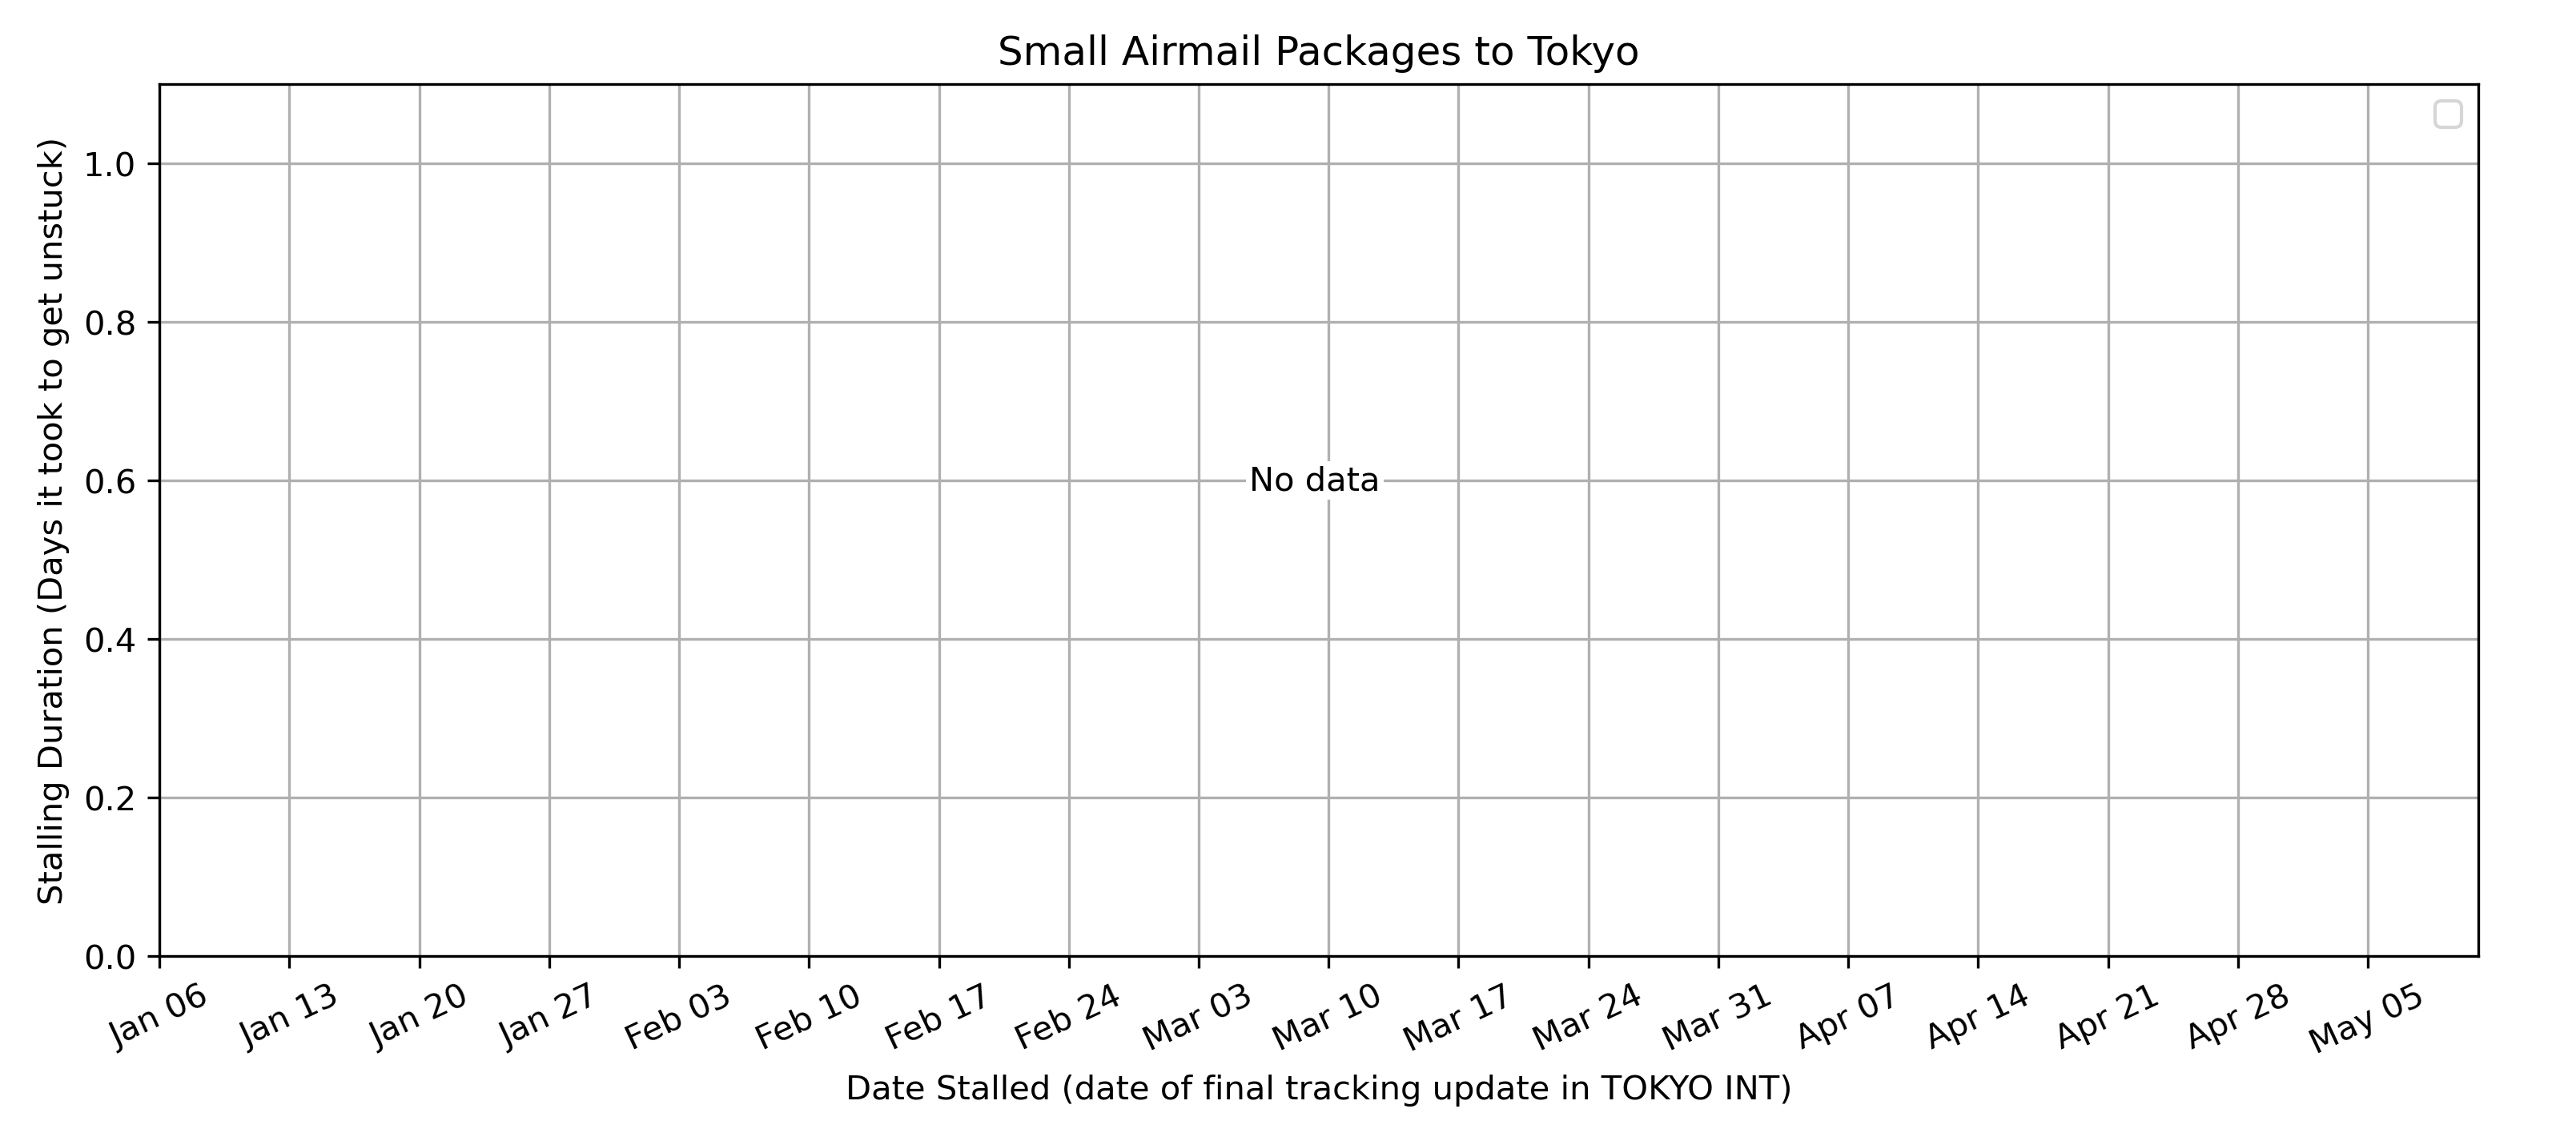 Small Airmail Packages to Tokyo
Stalling Duration (Days it took to get unstuck)
1.0
0.8
0.6
0.4
0.2
0.0
No data
Jan 06
Jan 13
Jan 20
Jan 27
Feb 03
Feb 10
Feb 17
Feb 24
Mar 03
Mar 10
Mar 17
Mar 24
Mar 31
Apr 07
Apr 14
Apr 21
Apr 28
May 05
Date Stalled (date of final tracking update in TOKYO INT)